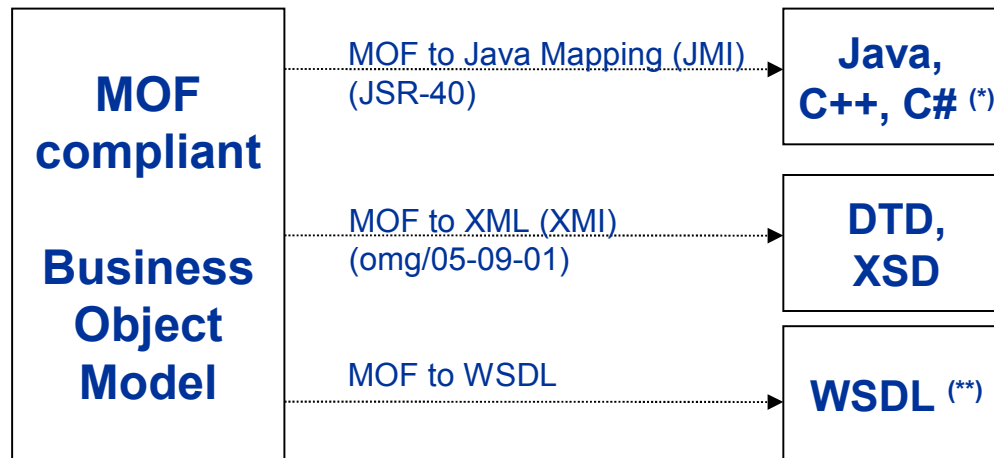 MOF
compliant
Business
Object
Model
MOF to Java Mapping (JMI)
(JSR-40)
Java,
C++, C# (*)
MOF to XML (XMI)
(omg/05-09-01)
DTD,
XSD
MOF to WSDL
WSDL (**)